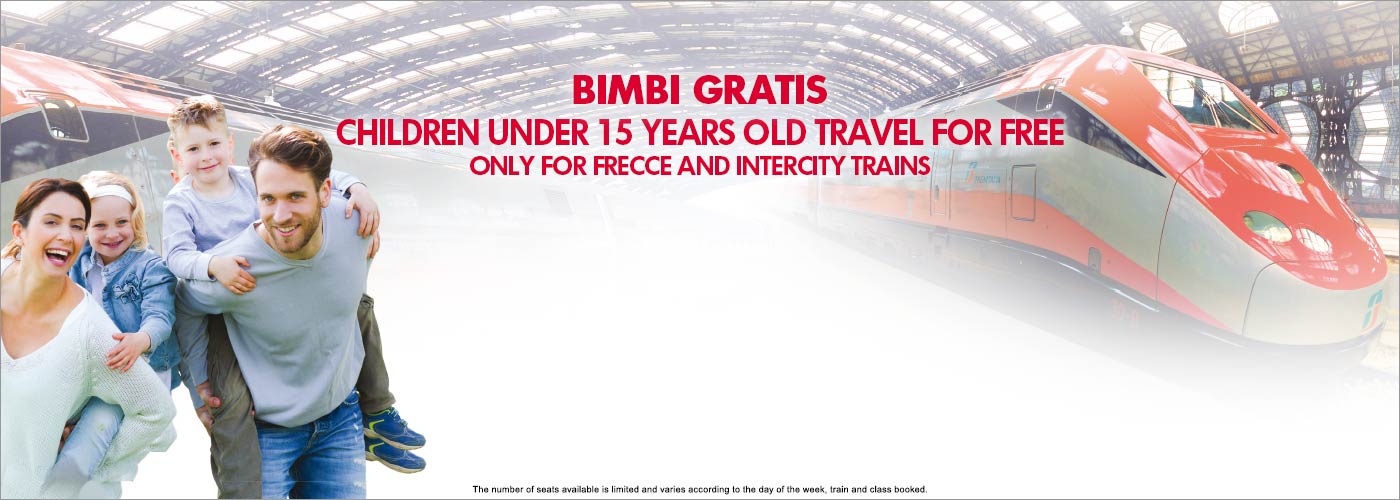 BIMBI GRATIS
CHILDREN UNDER 15 YEARS OLD TRAVEL FOR FREE
ONLY FOR FRECCE AND INTERCITY TRAINS
TRENITALIA
The number of seats available is limited and varies according to the day of the week, train and class booked.